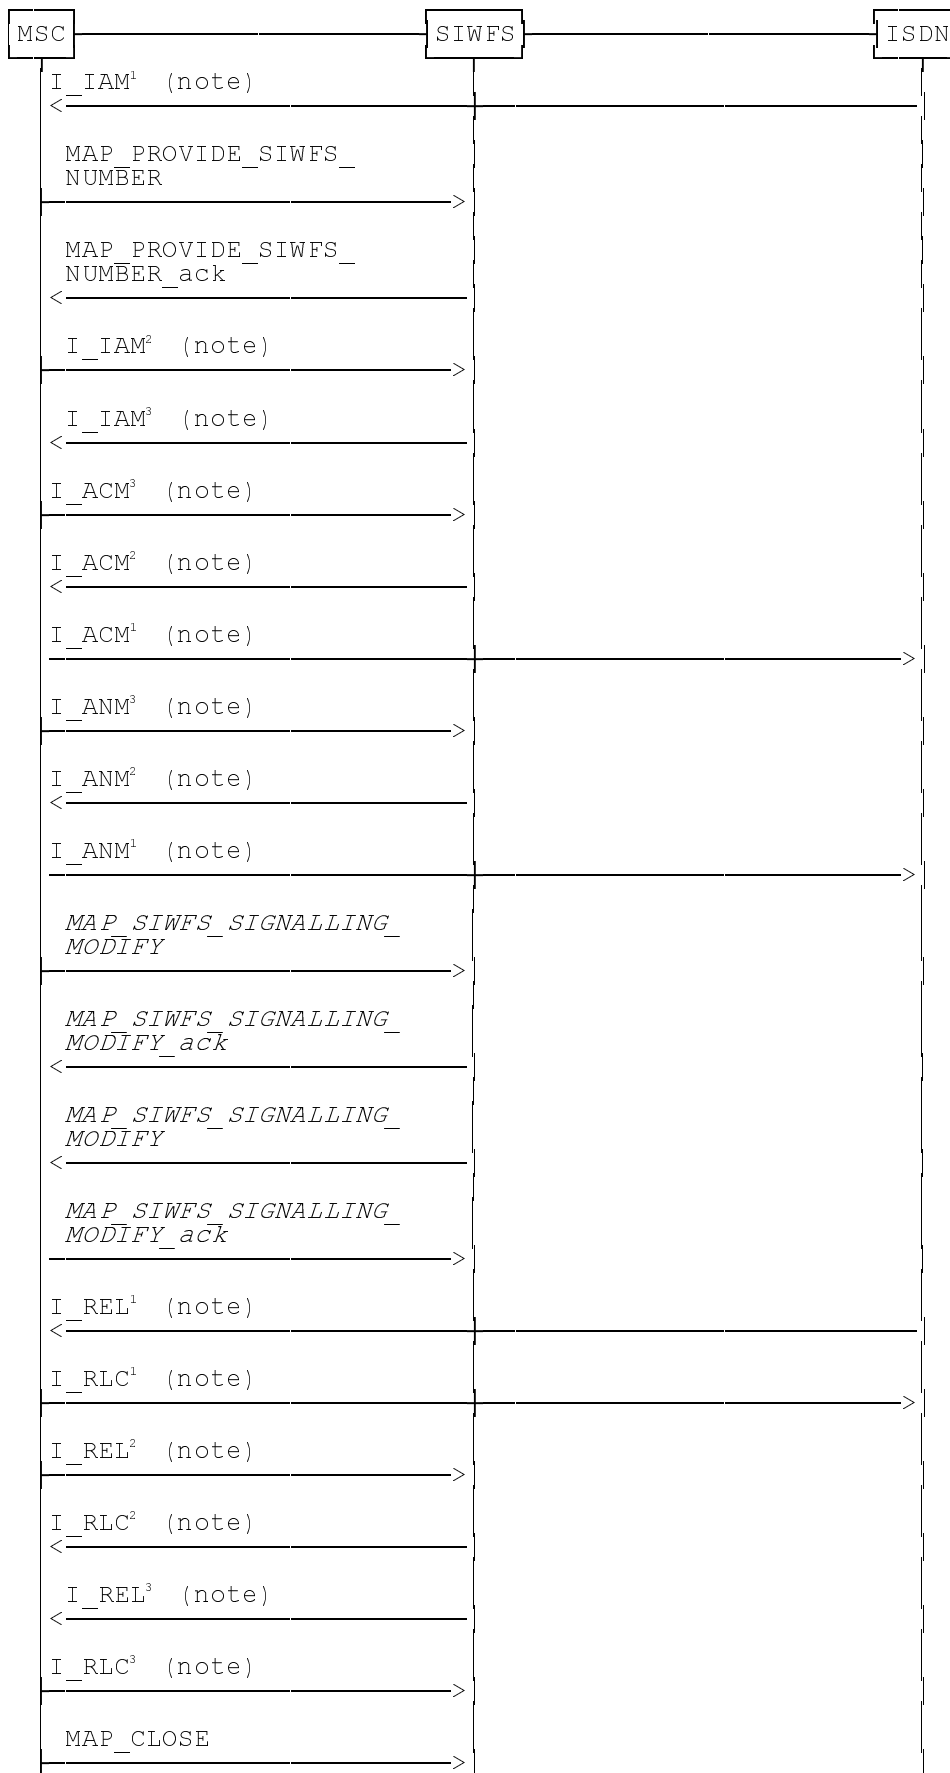 MSC SIWFS ISDN
I_IAM¹ (note)
MAP_PROVIDE_SIWFS_
NUMBER
MAP_PROVIDE_SIWFS_
NUMBER_ack
I_IAM² (note)
I_IAM³ (note)
I_ACM³ (note)
I_ACM² (note)
I_ACM¹ (note)
I_ANM³ (note)
I_ANM² (note)
I_ANM¹ (note)
MAP_SIWFS_SIGNALLING_
MODIFY
MAP_SIWFS_SIGNALLING_
MODIFY_ack
MAP_SIWFS_SIGNALLING_
MODIFY
MAP_SIWFS_SIGNALLING_
MODIFY_ack
I_REL¹ (note)
I_RLC¹ (note)
I_REL² (note)
I_RLC² (note)
I_REL³ (note)
I_RLC³ (note)
MAP_CLOSE